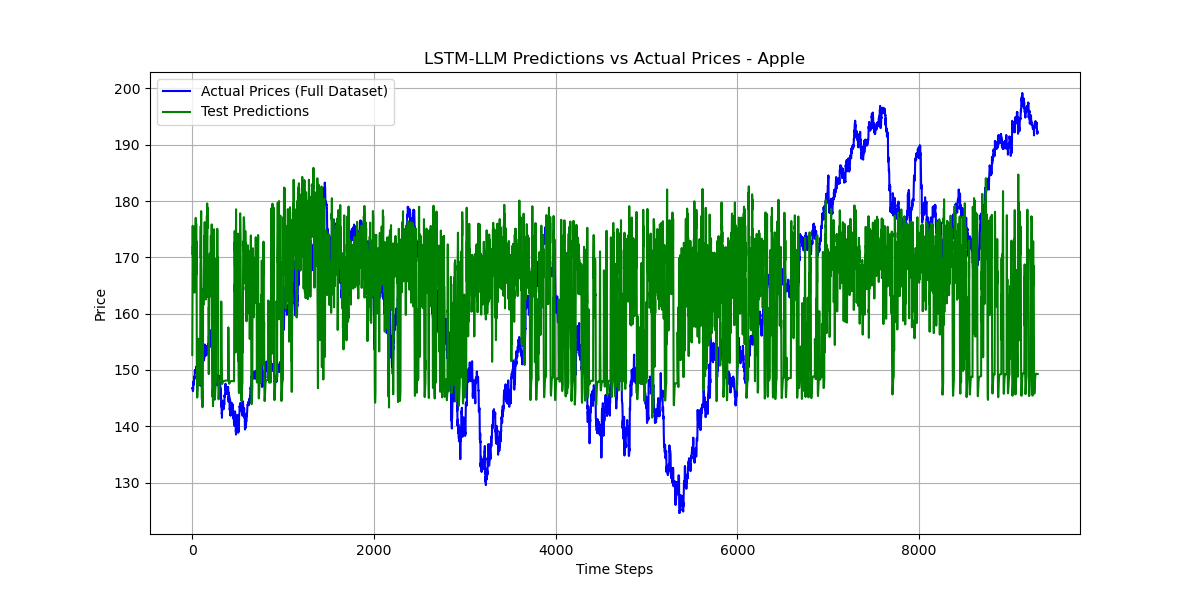 LSTM-LLM Predictions vs Actual Prices - Apple
Actual Prices (Full Dataset)
Test Predictions
Price
200
190
180
170
160
150
140
130
0 2000 4000 6000 8000
Time Steps